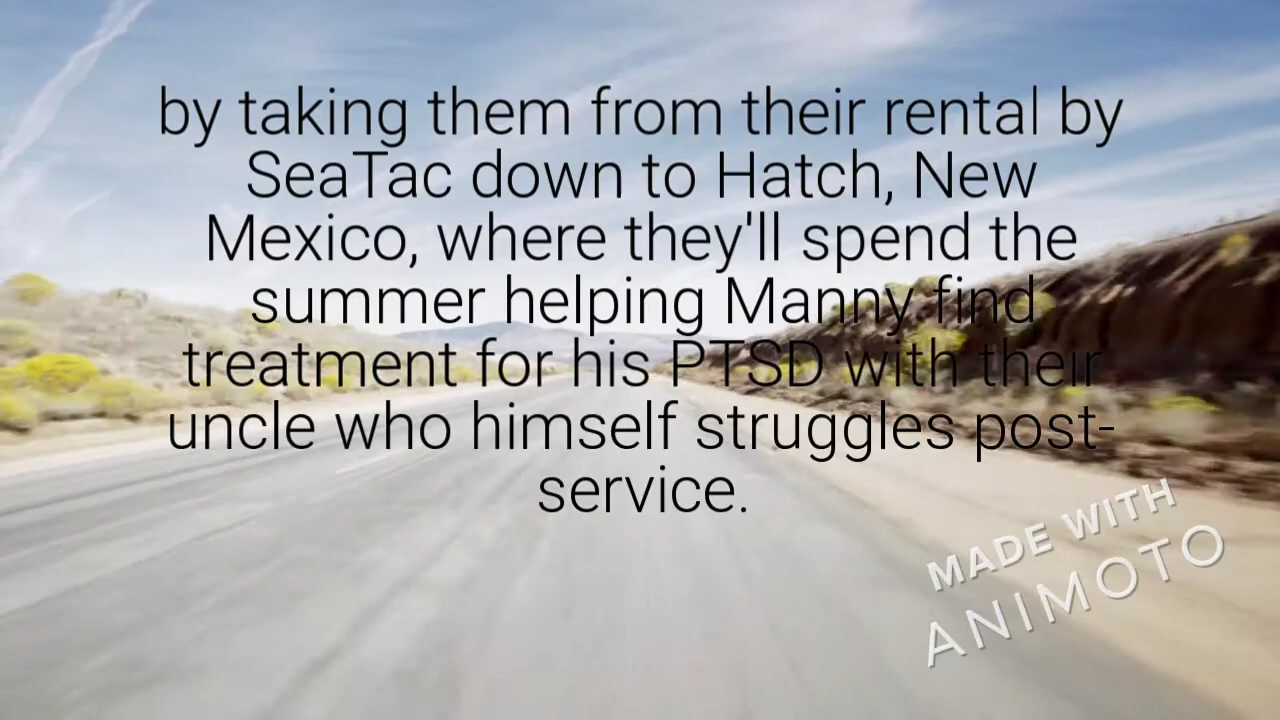 by taking them from their rental by
SeaTac down to Hatch, New
Mexico, where they'll spend the
summer helping Manny find
treatment for his PTSD with their
uncle who himself struggles post-
service.
MADE WITH
ANIMOTO